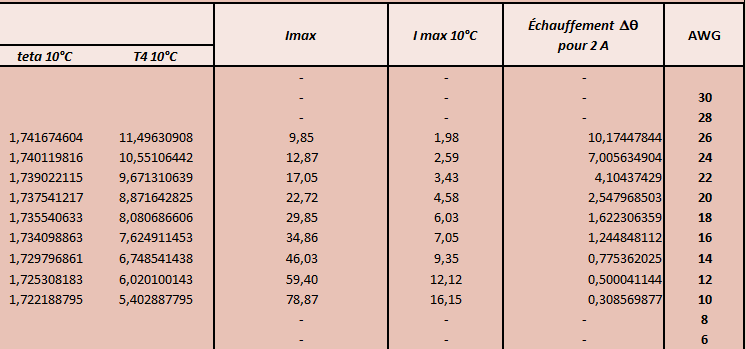 Imax I max 10°C Échauffement Δθ pour 2 A AWG
teta 10°C T4 10°C
- - -
- - - 30
- - - 28
1,741674604 11,49630908 9,85 1,98 10,17447844 26
1,740119816 10,55106442 12,87 2,59 7,005634904 24
1,739022115 9,671310639 17,05 3,43 4,10437429 22
1,737541217 8,871642825 22,72 4,58 2,547968503 20
1,735540633 8,080686606 29,85 6,03 1,622306359 18
1,734098863 7,624911453 34,86 7,05 1,244848112 16
1,729796861 6,748541438 46,03 9,35 0,775362025 14
1,725308183 6,020100143 59,40 12,12 0,500041144 12
1,722188795 5,402887795 78,87 16,15 0,308569877 10
- - - 8
- - - 6